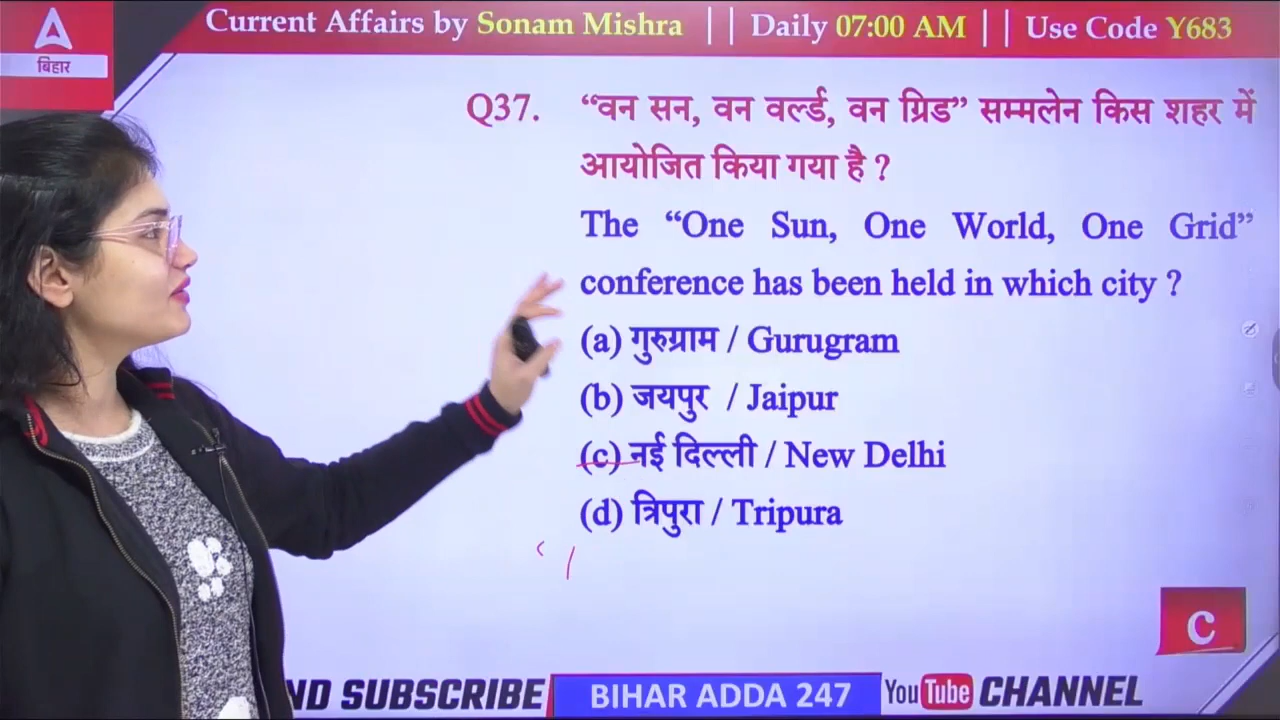 Current Affairs by Sonam Mishra || Daily 07:00 AM || Use Code Y683
A
बिहार
Q37. “वन सन, वन वर्ल्ड, वन ग्रिड” सम्मलेन किस शहर में
आयोजित किया गया है ?
The “One Sun, One World, One Grid”
conference has been held in which city ?
(a) गुरुग्राम / Gurugram
(b) जयपुर / Jaipur
(c) नई दिल्ली / New Delhi
(d) त्रिपुरा / Tripura
C
ND SUBSCRIBE BIHAR ADDA 247 YouTube CHANNEL